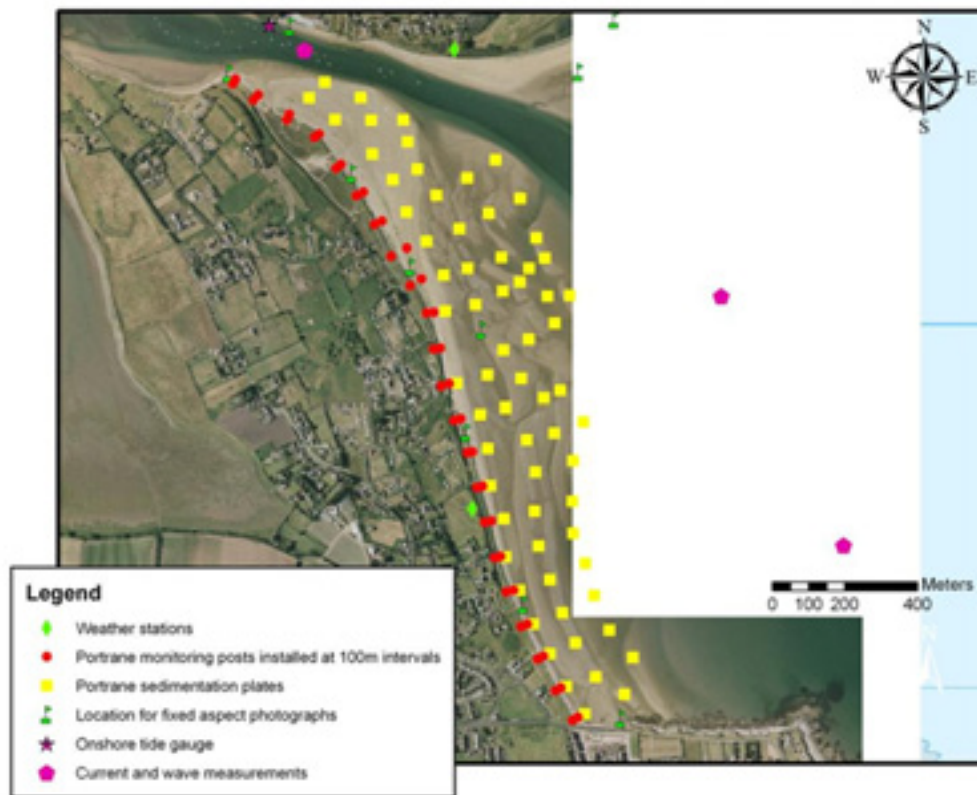 N
W E
S
Meters
0 100 200 400
N
Legend
Weather stations
Portrane monitoring posts installed at 100m intervals
Portrane sedimentation plates
Location for fixed aspect photographs
Onshore tide gauge
Current and wave measurements